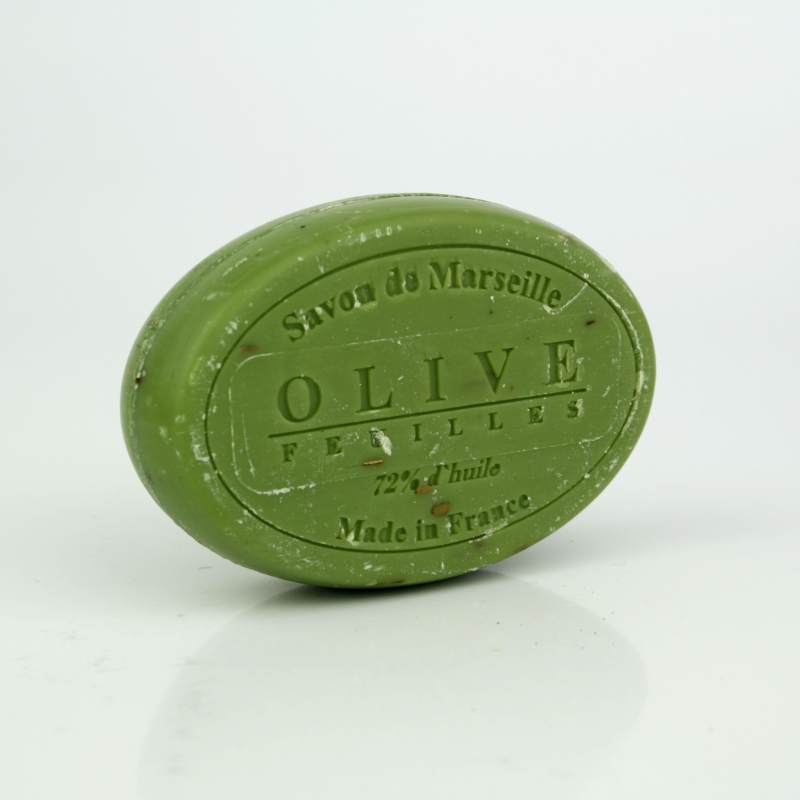 Savon de Marseille
OLIVE
FEUILLES
72% d'huile
Made in France